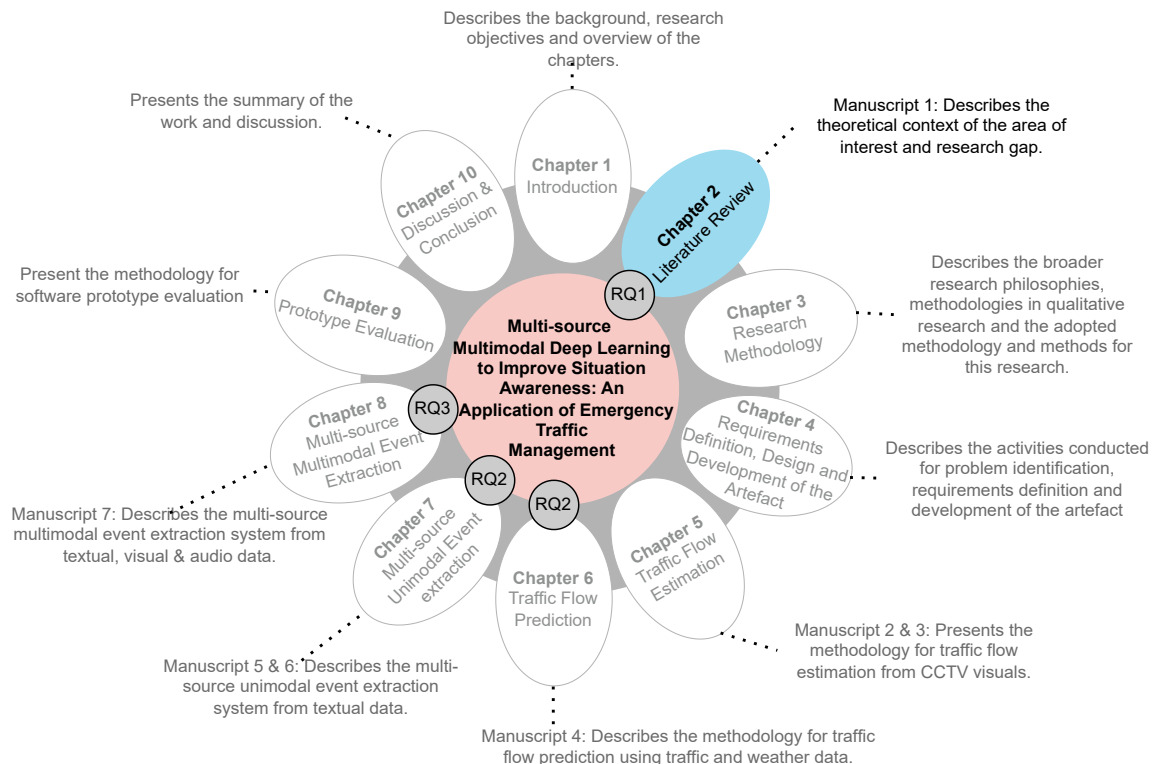 Describes the background, research
objectives and overview of the
chapters.
Chapter 1
Introduction
Manuscript 1: Describes the
theoretical context of the area of
interest and research gap.
Chapter 2
Literature Review
RQ1
Describes the broader
research philosophies,
methodologies in qualitative
research and the adopted
methodology and methods for
this research.
Chapter 3
Research
Methodology
Describes the activities conducted
for problem identification,
requirements definition and
development of the artefact
Chapter 4
Requirements
Definition, Design and
Development of the
Artefact
Manuscript 2 & 3: Presents the
methodology for traffic flow
estimation from CCTV visuals.
Chapter 5
Traffic Flow
Estimation
Manuscript 4: Describes the methodology for traffic
flow prediction using traffic and weather data.
Chapter 6
Traffic Flow
Prediction
RQ2
Manuscript 5 & 6: Describes the multi-
source unimodal event extraction
system from textual data.
Chapter 7
Multi-source
Unimodal Event
extraction
RQ2
Manuscript 7: Describes the multi-source
multimodal event extraction system from
textual, visual & audio data.
Chapter 8
Multi-source
Multimodal Event
Extraction
RQ3
Present the methodology for
software prototype evaluation
Chapter 9
Prototype Evaluation
Presents the summary of the
work and discussion.
Chapter 10
Discussion &
Conclusion
Multi-source
Multimodal Deep Learning
to Improve Situation
Awareness: An
Application of Emergency
Traffic
Management